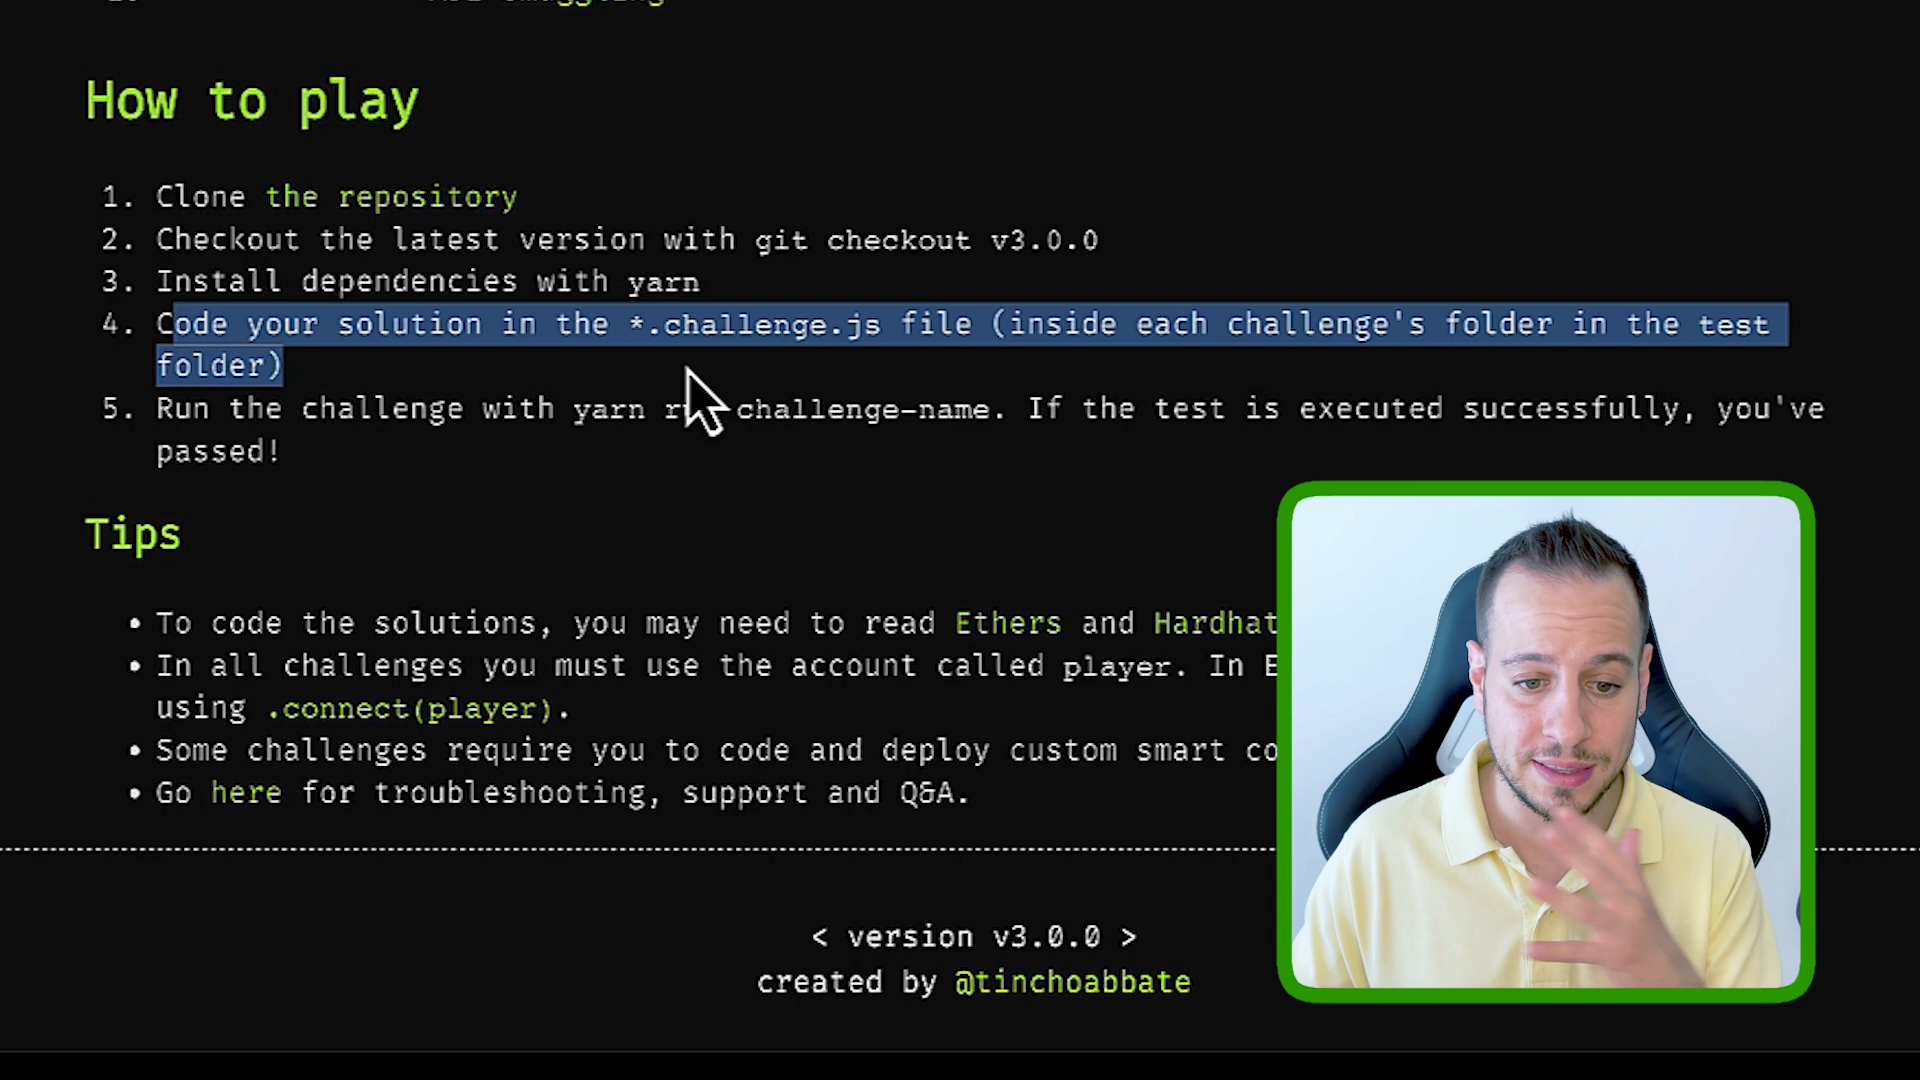 How to play
1. Clone the repository
2. Checkout the latest version with git checkout v3.0.0
3. Install dependencies with yarn
4. Code your solution in the *.challenge.js file (inside each challenge's folder in the test
folder)
5. Run the challenge with yarn challenge-name. If the test is executed successfully, you've
passed!
Tips
• To code the solutions, you may need to read Ethers and Hardhat
• In all challenges you must use the account called player. In E
using .connect(player).
• Some challenges require you to code and deploy custom smart co
• Go here for troubleshooting, support and Q&A.
< version v3.0.0 >
created by @tinchoabbate